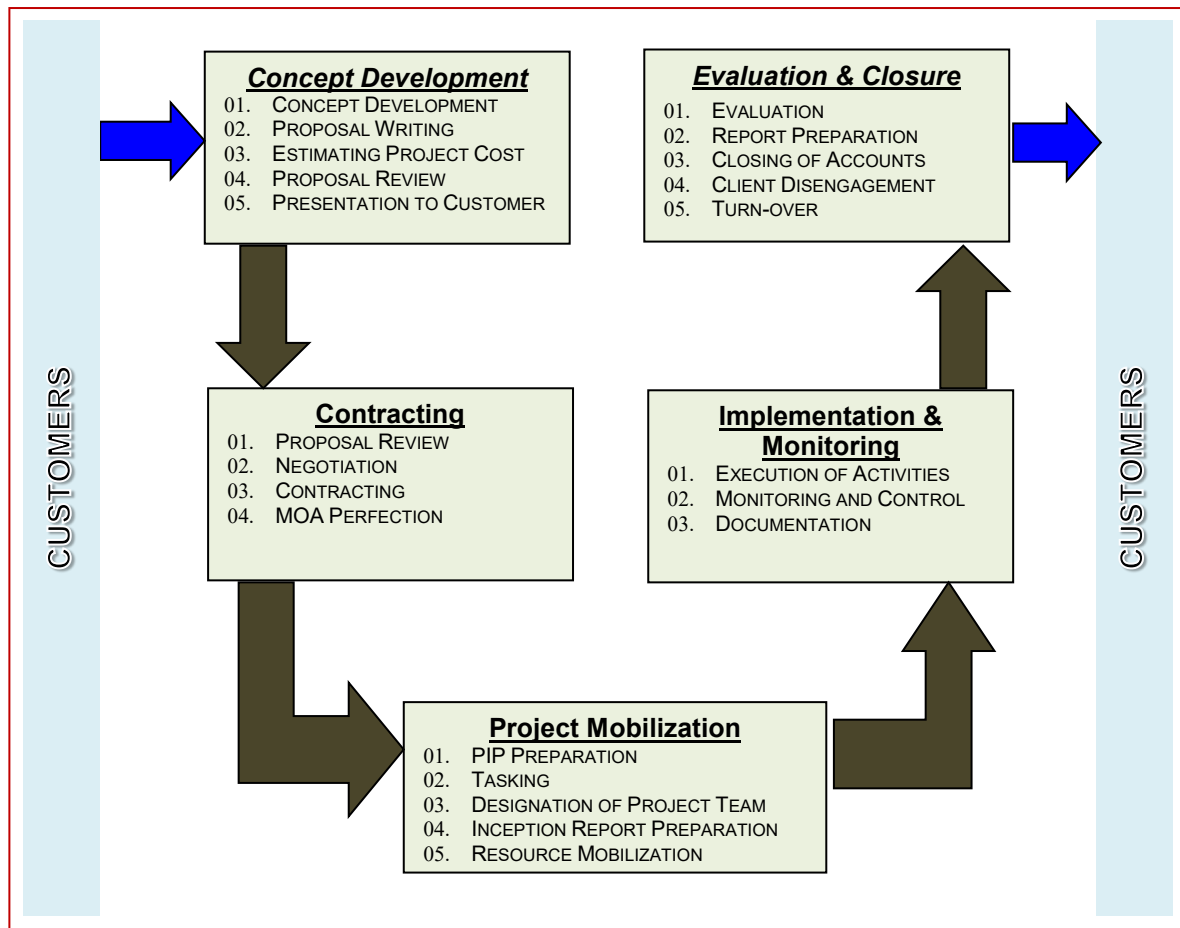 CUSTOMERS
Concept Development
01. CONCEPT DEVELOPMENT
02. PROPOSAL WRITING
03. ESTIMATING PROJECT COST
04. PROPOSAL REVIEW
05. PRESENTATION TO CUSTOMER
Contracting
01. PROPOSAL REVIEW
02. NEGOTIATION
03. CONTRACTING
04. MOA PERFECTION
Project Mobilization
01. PIP PREPARATION
02. TASKING
03. DESIGNATION OF PROJECT TEAM
04. INCEPTION REPORT PREPARATION
05. RESOURCE MOBILIZATION
Implementation &
Monitoring
01. EXECUTION OF ACTIVITIES
02. MONITORING AND CONTROL
03. DOCUMENTATION
Evaluation & Closure
01. EVALUATION
02. REPORT PREPARATION
03. CLOSING OF ACCOUNTS
04. CLIENT DISENGAGEMENT
05. TURN-OVER
CUSTOMERS